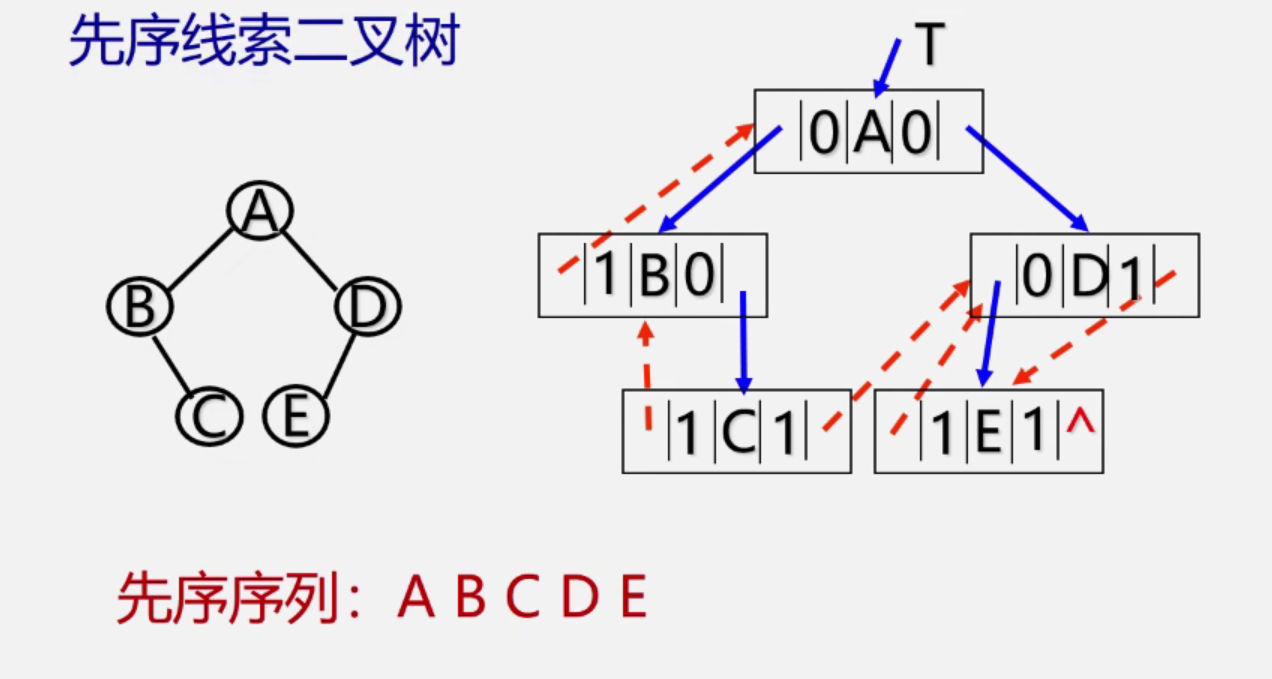 先序线索二叉树
T
0 A 0
A
1 B 0
0 D 1
B
D
1 C 1
1 E 1 ^
C
E
先序序列：A B C D E